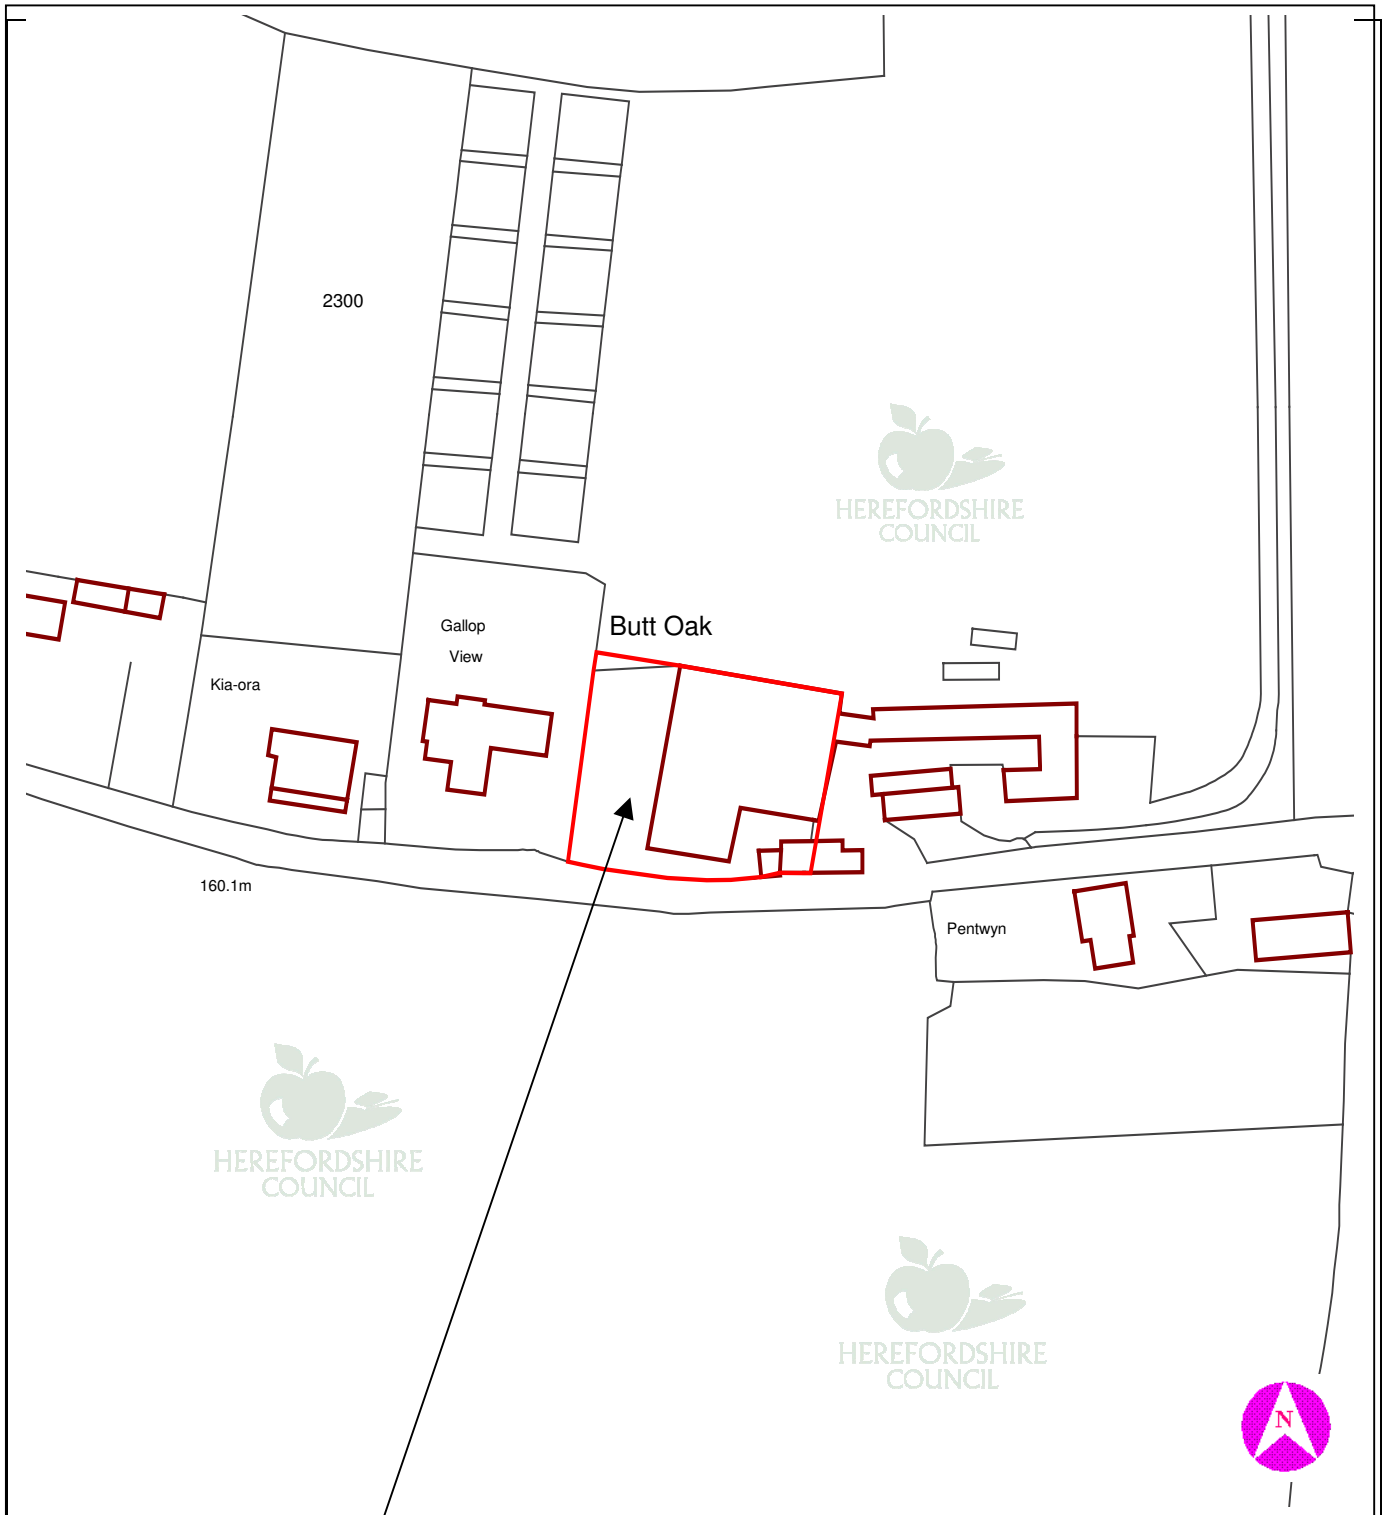 2300
HEREFORDSHIRE
COUNCIL
Gallop
View
Butt Oak
Kia-ora
160.1m
Pentwyn
HEREFORDSHIRE
COUNCIL
HEREFORDSHIRE
COUNCIL
N